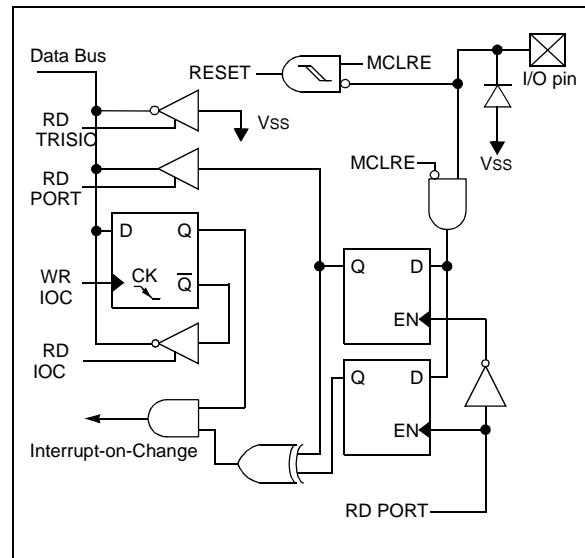 Data Bus
RESET
MCLRE
I/O pin
RD
TRISIO
VSS
VSS
RD
PORT
MCLRE
D
Q
CK
Q
WR
IOC
Q
D
EN
RD
IOC
Q
D
EN
Interrupt-on-Change
RD PORT